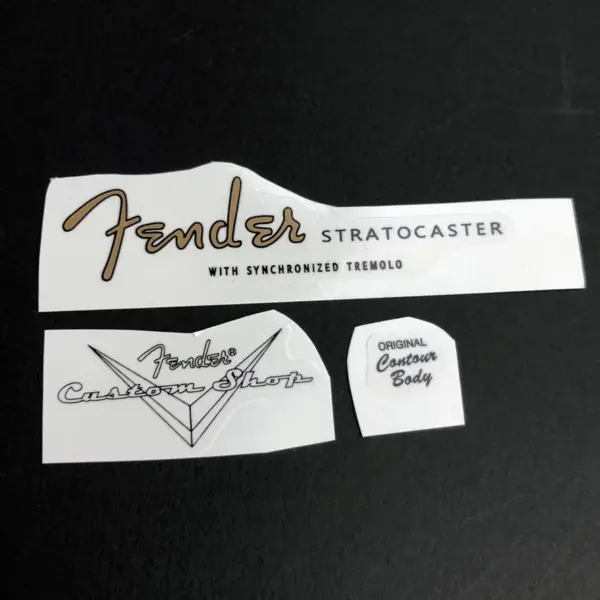 Fender STRATOCASTER
WITH SYNCHRONIZED TREMOLO
Fender®
Custom Shop
ORIGINAL
Contour
Body